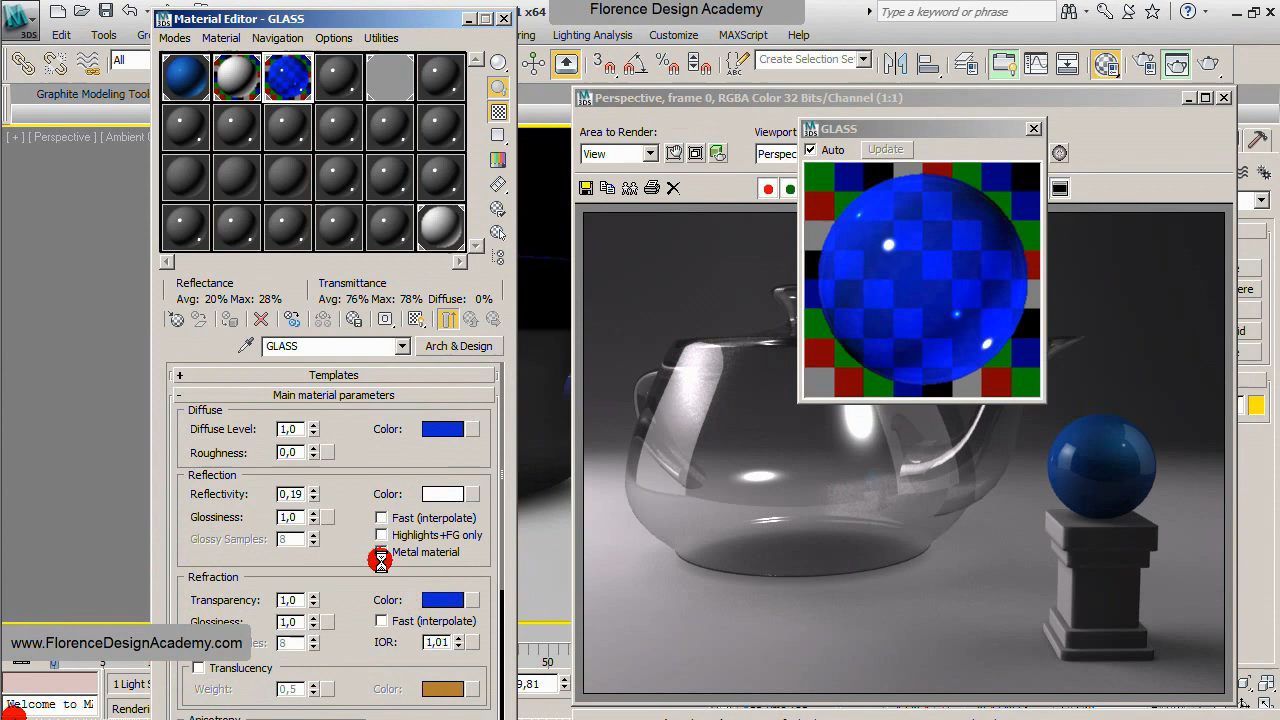 Material Editor - GLASS
x64
Florence Design Academy
Type a keyword or phrase
3DS
Edit
Tools
Modes
Material
Navigation
Options
Utilities
Lighting Analysis
Customize
MAXScript
Help
All
Create Selection Se
Graphite Modeling Tool
[ + ] [ Perspective ] [ Ambient
Perspective, frame 0, RGBA Color 32 Bits/Channel (1:1)
Area to Render:
Viewport
View
Perspec
GLASS
Auto
Update
Reflectance
Transmittance
Avg: 20% Max: 28%
Avg: 76% Max: 78% Diffuse: 0%
GLASS
Arch & Design
+ Templates
- Main material parameters
Diffuse
Diffuse Level: 1,0
Color:
Roughness: 0,0
Reflection
Reflectivity: 0,19
Color:
Glossiness: 1,0
Fast (interpolate)
Highlights+FG only
Glossy Samples: 8
Metal material
Refraction
Transparency: 1,0
Color:
Glossiness: 1,0
Fast (interpolate)
8
IOR: 1,01
Translucency
Weight: 0,5
Color:
www.FlorenceDesignAcademy.com
5
50
1 Light S
9,81
Welcome to M
Renderin